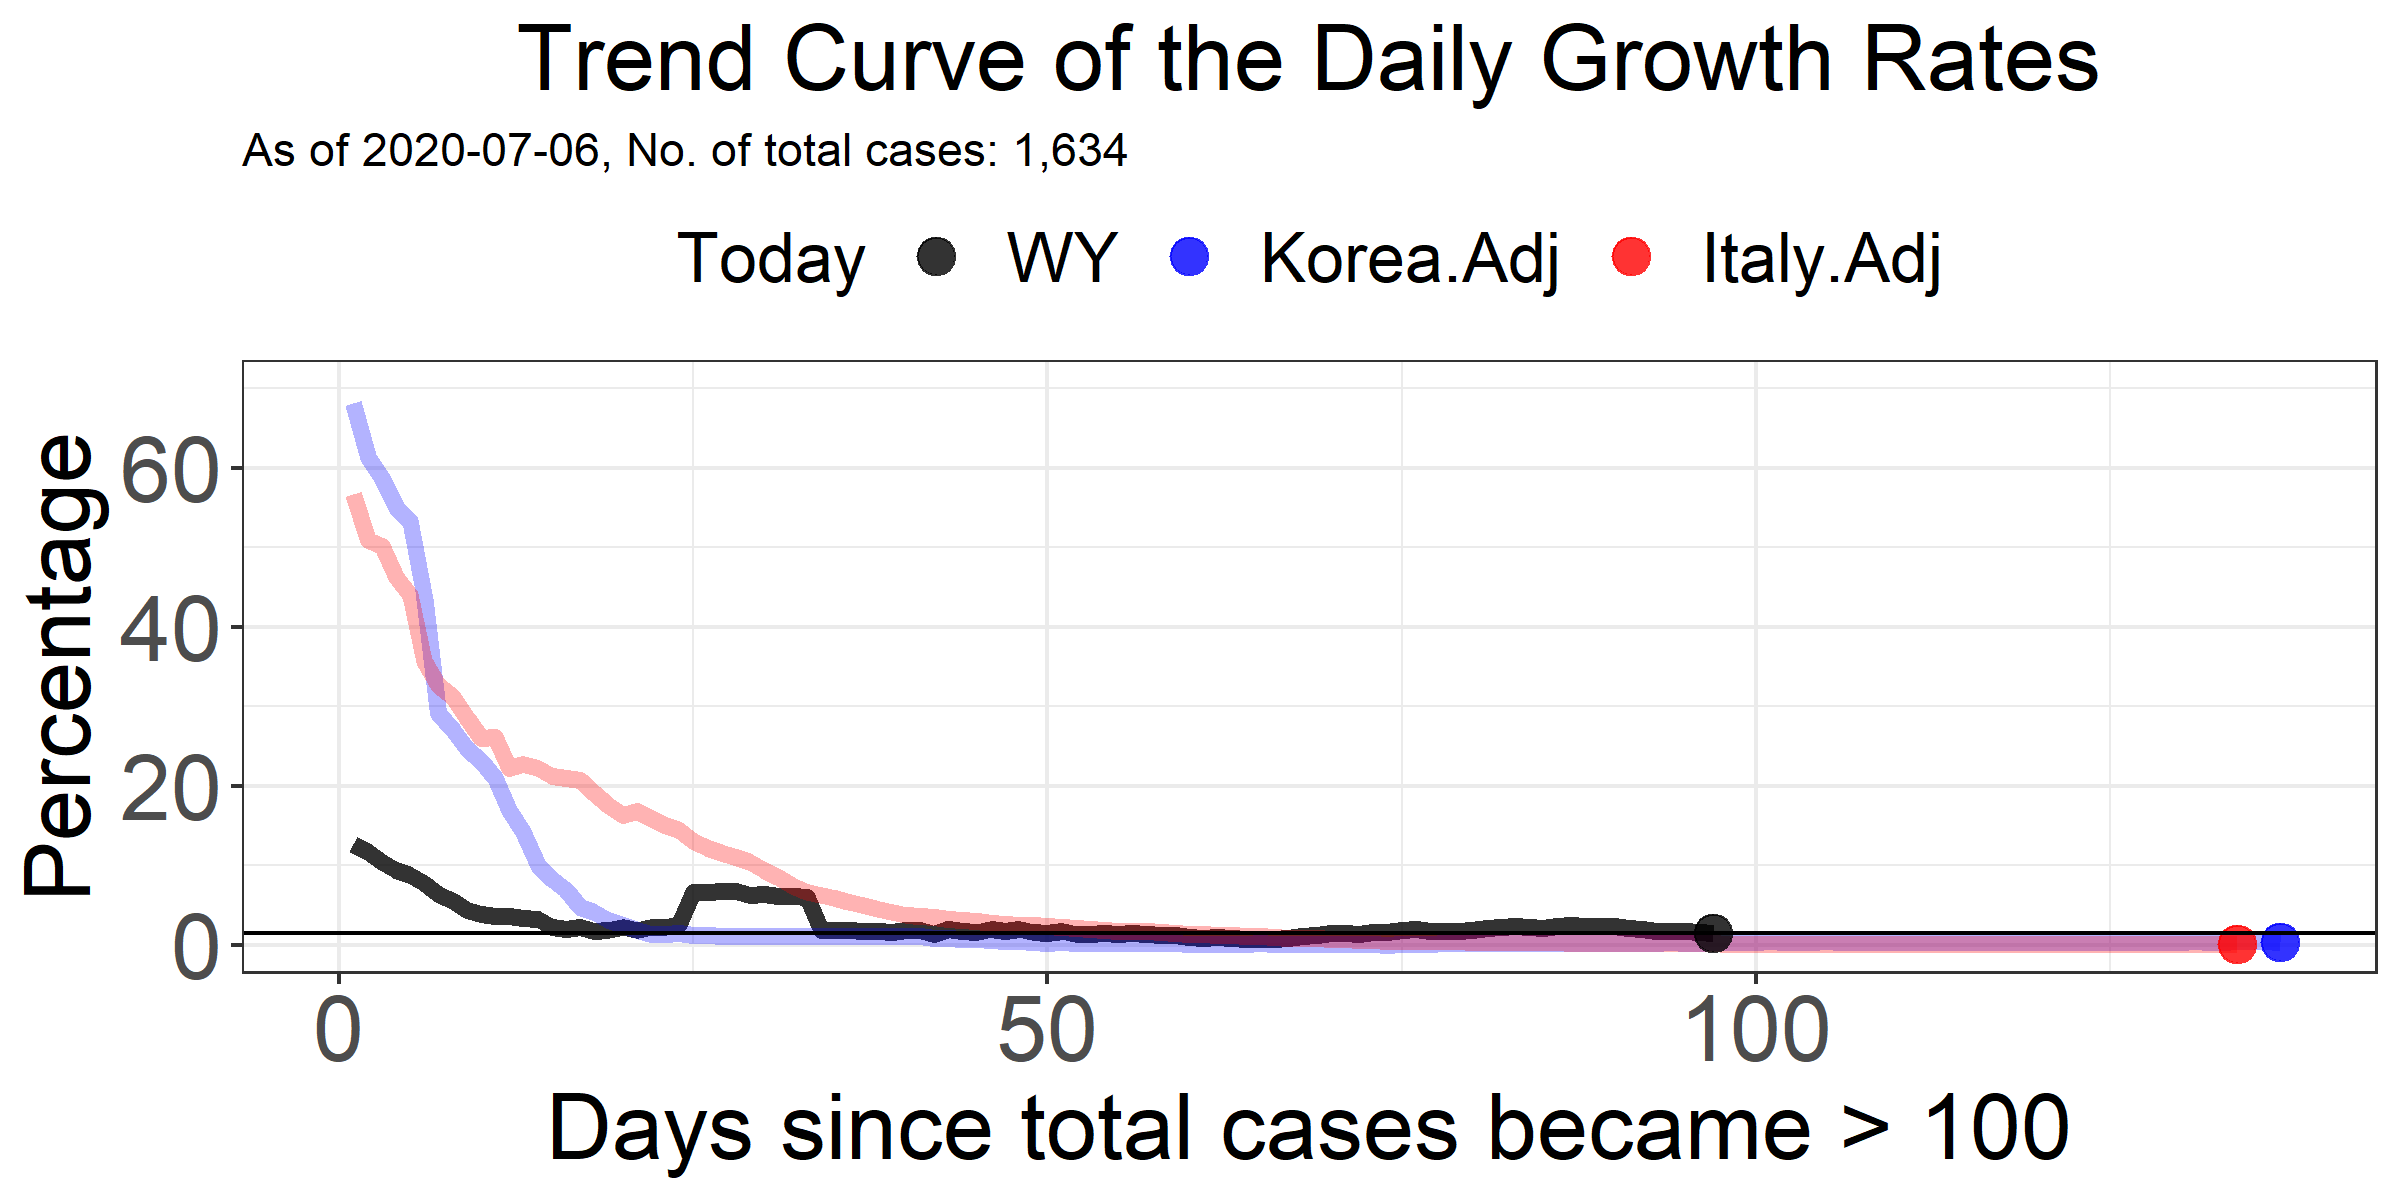 Trend Curve of the Daily Growth Rates
As of 2020-07-06, No. of total cases: 1,634
Today WY Korea.Adj Italy.Adj
Percentage
60
40
20
0
0 50 100
Days since total cases became > 100